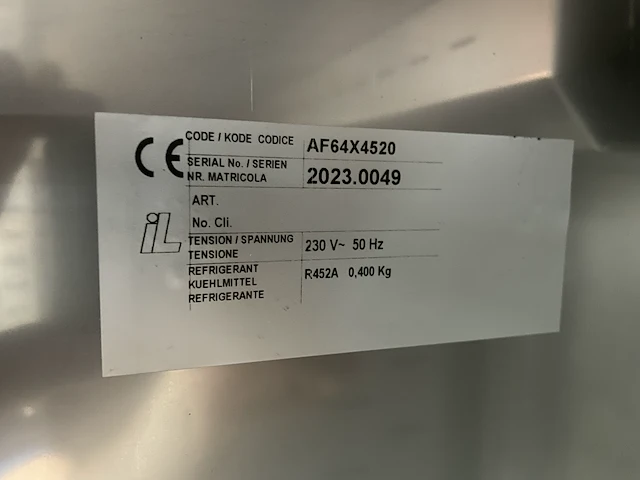 CE
CODE / KODE CODICE AF64X4520
SERIAL No. / SERIEN
NR. MATRICOLA 2023.0049
ART.
No. Cli.
iL
TENSION / SPANNUNG
TENSIONE 230 V~ 50 Hz
REFRIGERANT
KUEHLMITTEL
REFRIGERANTE R452A 0,400 Kg